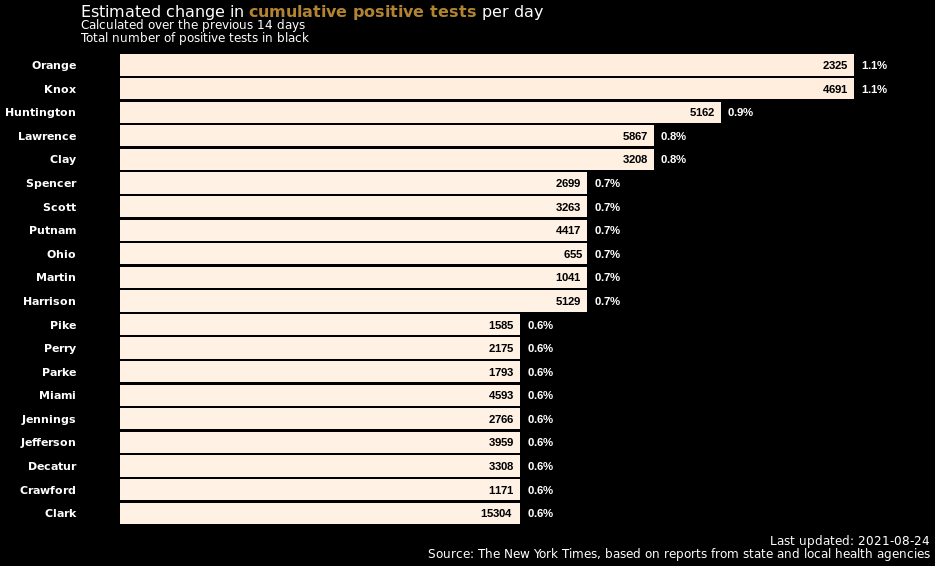 Estimated change in cumulative positive tests per day
Calculated over the previous 14 days
Total number of positive tests in black
Orange 2325 1.1%
Knox 4691 1.1%
Huntington 5162 0.9%
Lawrence 5867 0.8%
Clay 3208 0.8%
Spencer 2699 0.7%
Scott 3263 0.7%
Putnam 4417 0.7%
Ohio 655 0.7%
Martin 1041 0.7%
Harrison 5129 0.7%
Pike 1585 0.6%
Perry 2175 0.6%
Parke 1793 0.6%
Miami 4593 0.6%
Jennings 2766 0.6%
Jefferson 3959 0.6%
Decatur 3308 0.6%
Crawford 1171 0.6%
Clark 15304 0.6%
Last updated: 2021-08-24
Source: The New York Times, based on reports from state and local health agencies